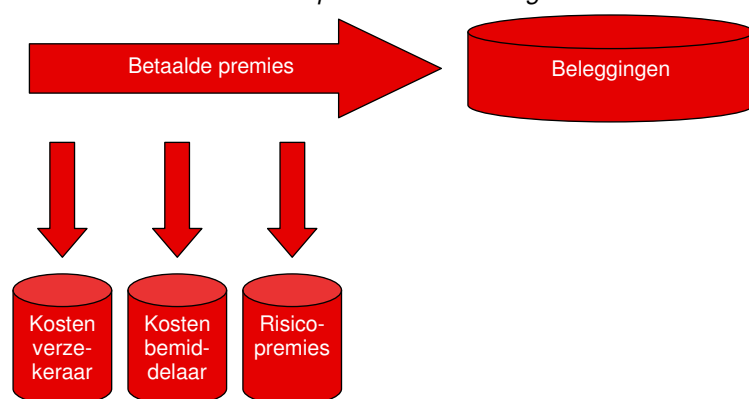 Betaalde premies
Beleggingen
Kosten
verze-
keraar
Kosten
bemid-
delaar
Risico-
premies